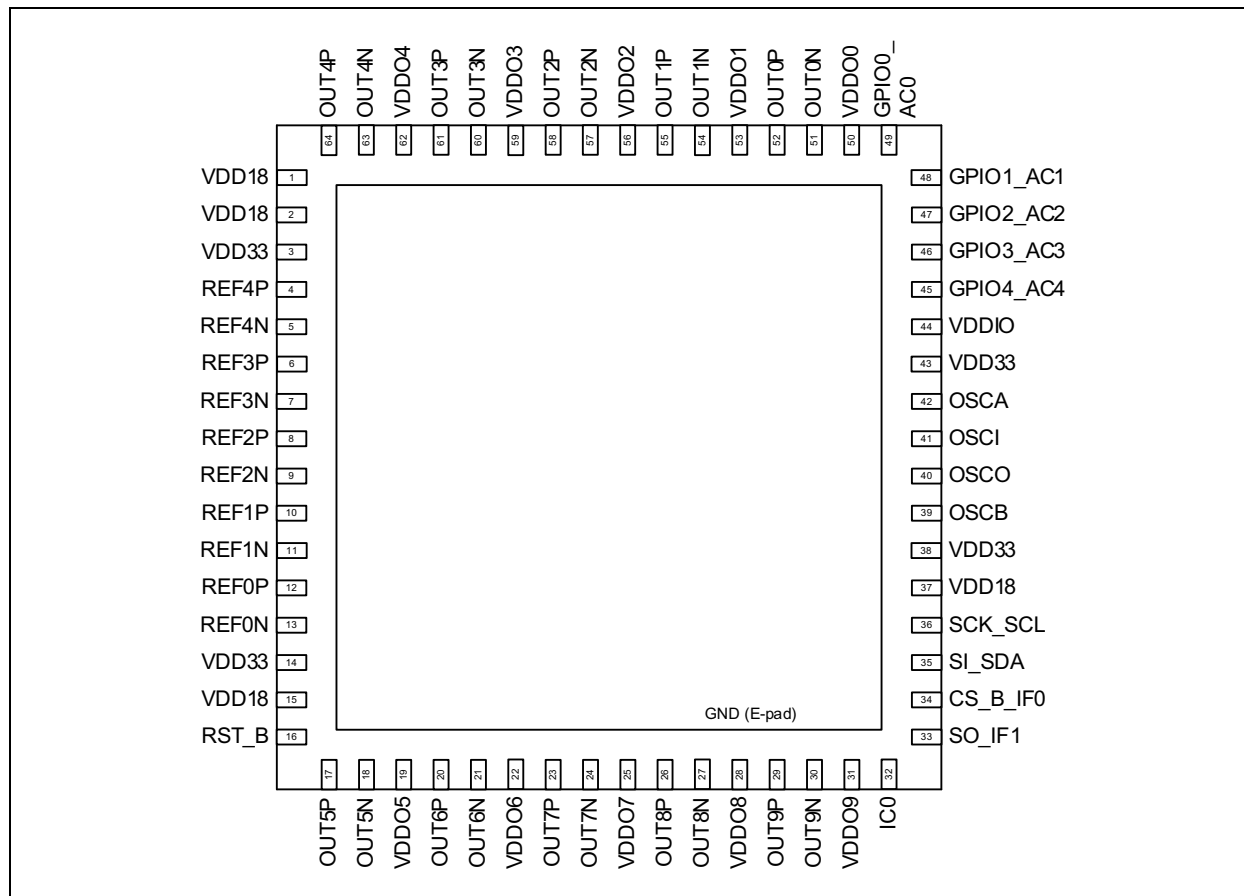 OUT4P
OUT4N
VDDO4
OUT3P
OUT3N
VDDO3
OUT2P
OUT2N
VDDO2
OUT1P
OUT1N
VDDO1
OUT0P
OUT0N
VDDO0
GPIO0_
AC0
64
63
62
61
60
59
58
57
56
55
54
53
52
51
50
49
VDD18 1
VDD18 2
VDD33 3
REF4P 4
REF4N 5
REF3P 6
REF3N 7
REF2P 8
REF2N 9
REF1P 10
REF1N 11
REF0P 12
REF0N 13
VDD33 14
VDD18 15
RST_B 16
48 GPIO1_AC1
47 GPIO2_AC2
46 GPIO3_AC3
45 GPIO4_AC4
44 VDDIO
43 VDD33
42 OSCA
41 OSCI
40 OSCO
39 OSCB
38 VDD33
37 VDD18
36 SCK_SCL
35 SI_SDA
34 CS_B_IF0
33 SO_IF1
GND (E-pad)
17
18
19
20
21
22
23
24
25
26
27
28
29
30
31
32
OUT5P
OUT5N
VDDO5
OUT6P
OUT6N
VDDO6
OUT7P
OUT7N
VDDO7
OUT8P
OUT8N
VDDO8
OUT9P
OUT9N
VDDO9
IC0